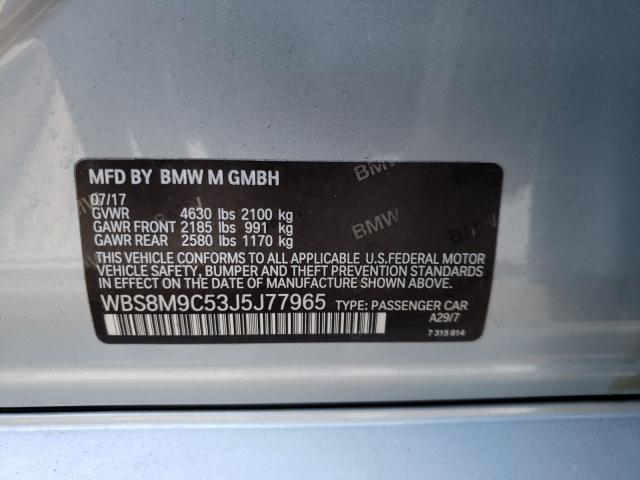 MFD BY BMW M GMBH
07/17
GVWR 4630 lbs 2100 kg
GAWR FRONT 2185 lbs 991 kg
GAWR REAR 2580 lbs 1170 kg
THIS VEHICLE CONFORMS TO ALL APPLICABLE U.S.FEDERAL MOTOR
VEHICLE SAFETY, BUMPER AND THEFT PREVENTION STANDARDS IN
EFFECT ON THE DATE OF MANUFACTURE SHOWN ABOVE.
WBS8M9C53J5J77965 TYPE: PASSENGER CAR
A29/7
7 315 814